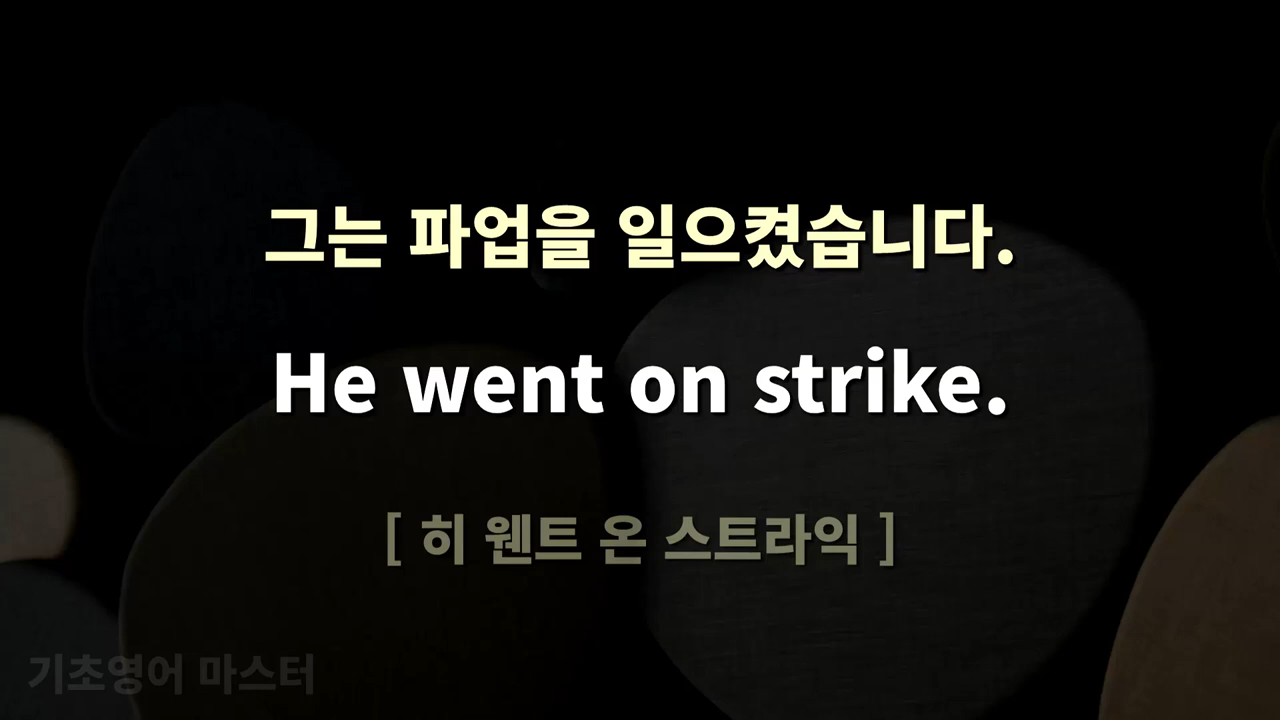 그는 파업을 일으켰습니다.
He went on strike.
[ 히 웬트 온 스트라익 ]
기초영어 마스터